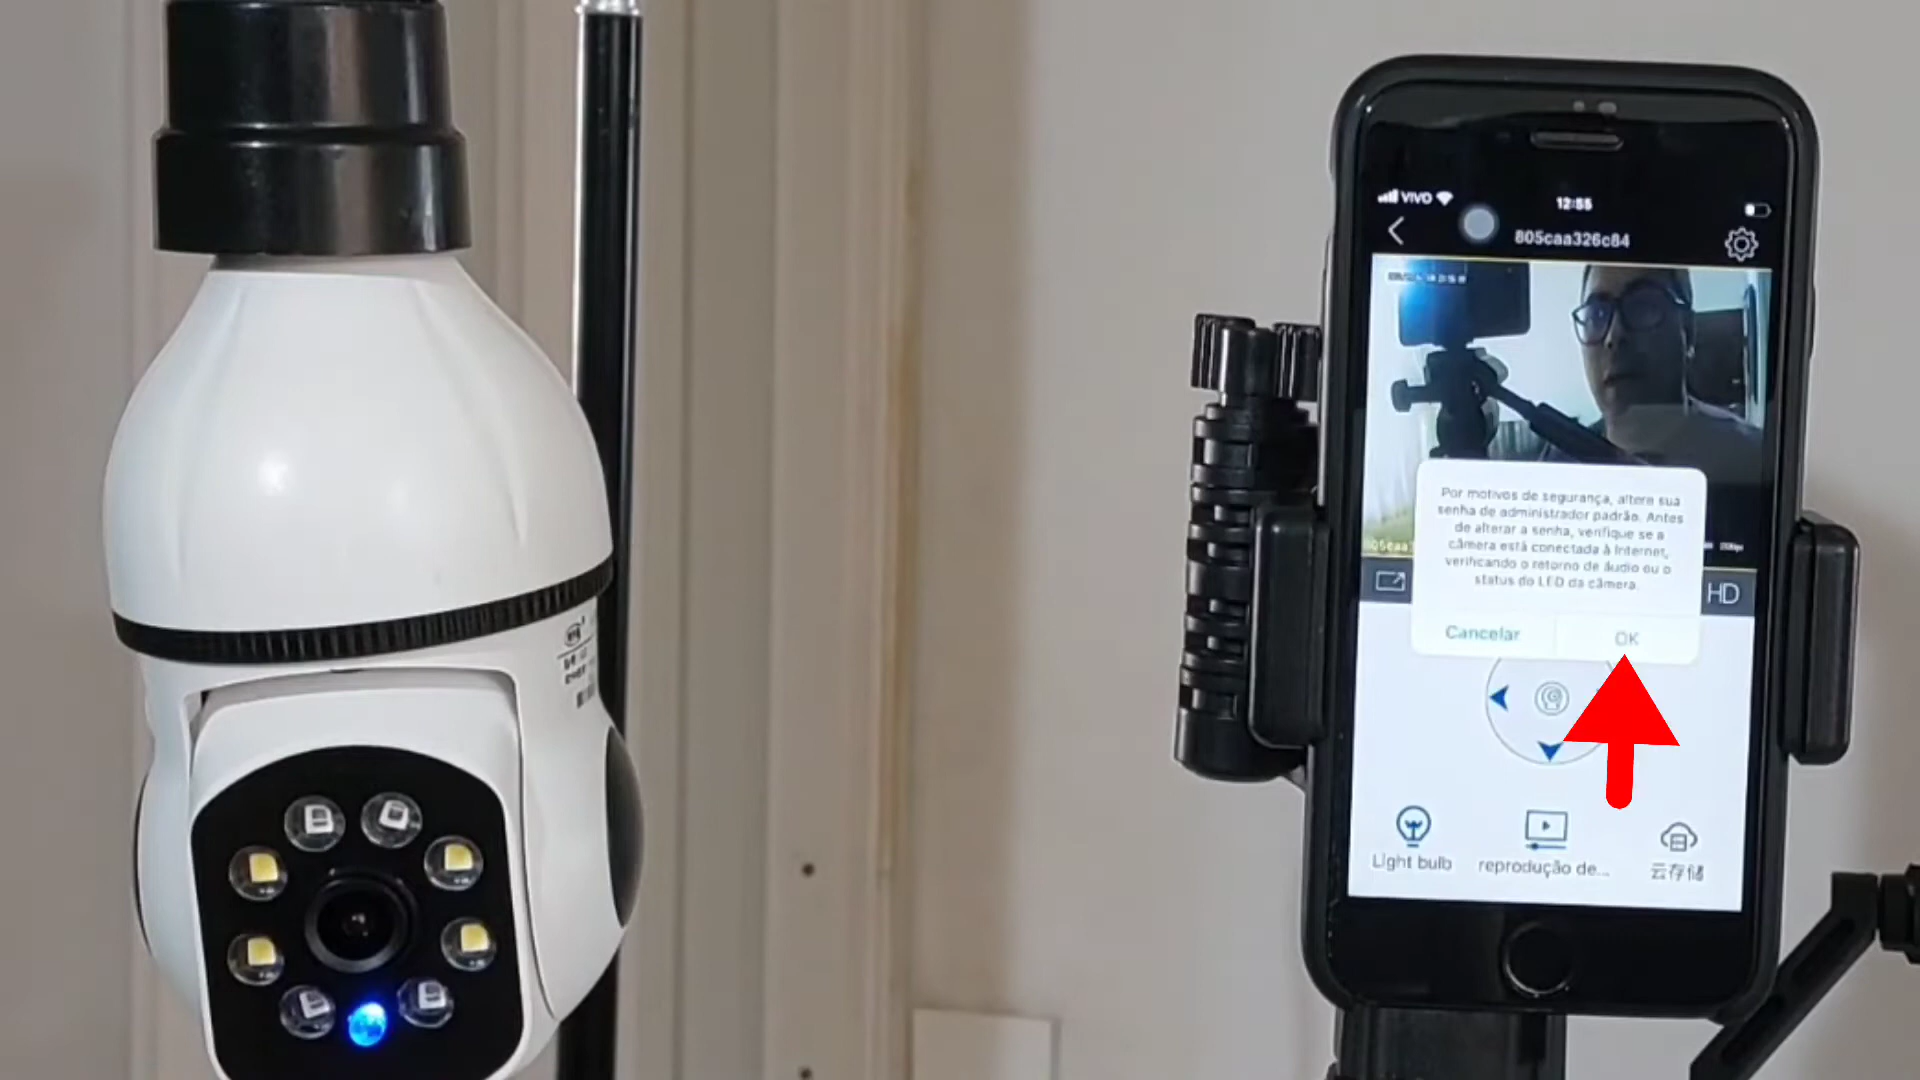 VIVO
12:55
805caa326c84
Por motivos de segurança, altere sua
senha de administrador padrão. Antes
de alterar a senha, verifique se a
câmera está conectada à Internet,
verificando o retorno de áudio ou o
status do LED da câmera.
HD
Cancelar
OK
Light bulb
reprodução de...
云存储